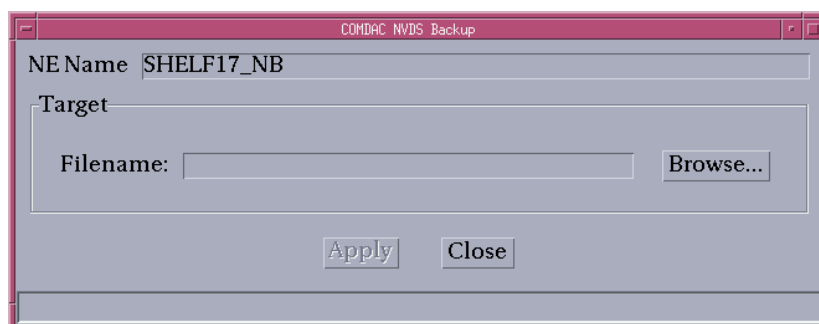 COMDAC NVDS Backup
NE Name SHELF17_NB
Target
Filename: Browse...
Apply Close